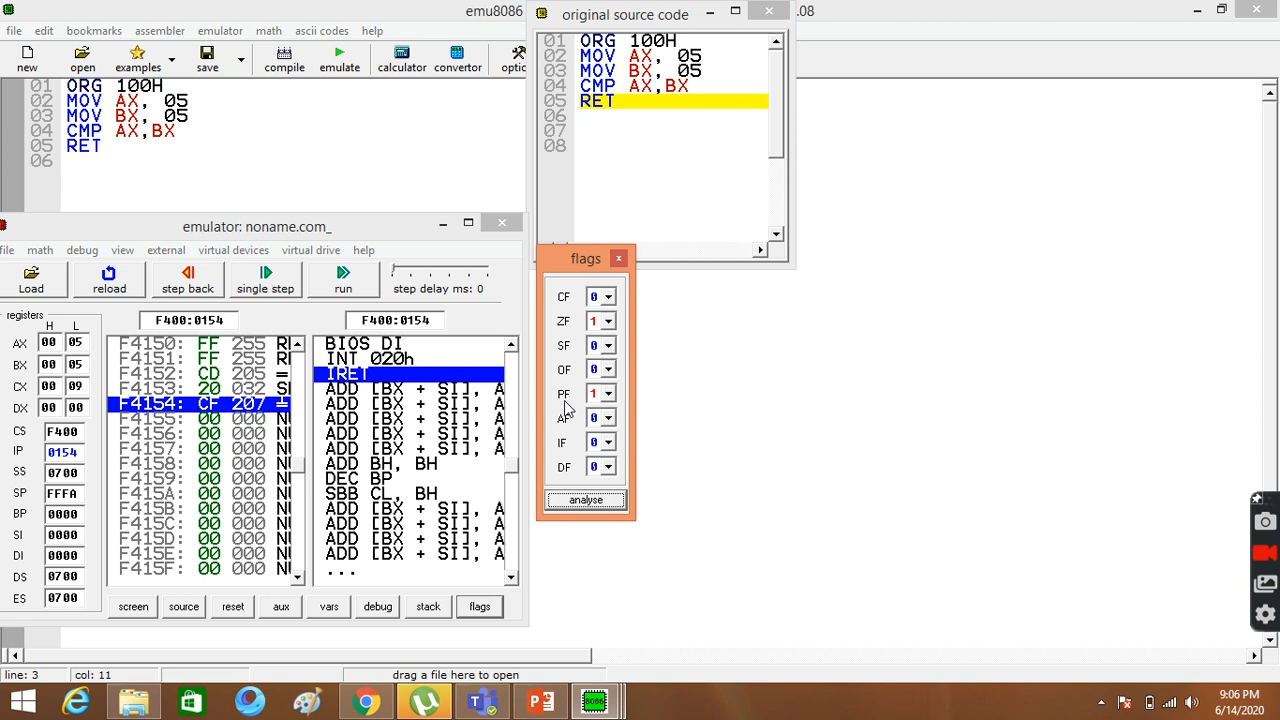 emu8086
.08
file edit bookmarks assembler emulator math ascii codes help
new open examples save compile emulate calculator convertor optio
01 ORG 100H
02 MOV AX, 05
03 MOV BX, 05
04 CMP AX,BX
05 RET
06
original source code
01 ORG 100H
02 MOV AX, 05
03 MOV BX, 05
04 CMP AX,BX
05 RET
06
07
08
emulator: noname.com_
file math debug view external virtual devices virtual drive help
Load reload step back single step run step delay ms: 0
registers
H L
AX 00 05
BX 00 05
CX 00 09
DX 00 00
CS F400
IP 0154
SS 0700
SP FFFA
BP 0000
SI 0000
DI 0000
DS 0700
ES 0700
F400:0154
F4150: FF 255
F4151: FF 255
F4152: CD 205 =
F4153: 20 032
F4154: CF 207
F4155: 00 000
F4156: 00 000
F4157: 00 000
F4158: 00 000
F4159: 00 000
F415A: 00 000
F415B: 00 000
F415C: 00 000
F415D: 00 000
F415E: 00 000
F415F: 00 000
F400:0154
BIOS DI
INT 020h
IRET
ADD [BX + SI], A
ADD [BX + SI], A
ADD [BX + SI], A
ADD [BX + SI], A
ADD [BX + SI], A
ADD BH, BH
DEC BP
SBB CL, BH
ADD [BX + SI], A
ADD [BX + SI], A
ADD [BX + SI], A
ADD [BX + SI], A
...
screen source reset aux vars debug stack flags
flags
CF 0
ZF 1
SF 0
OF 0
PF 1
AF 0
IF 0
DF 0
analyse
line: 3 col: 11 drag a file here to open
9:06 PM
6/14/2020